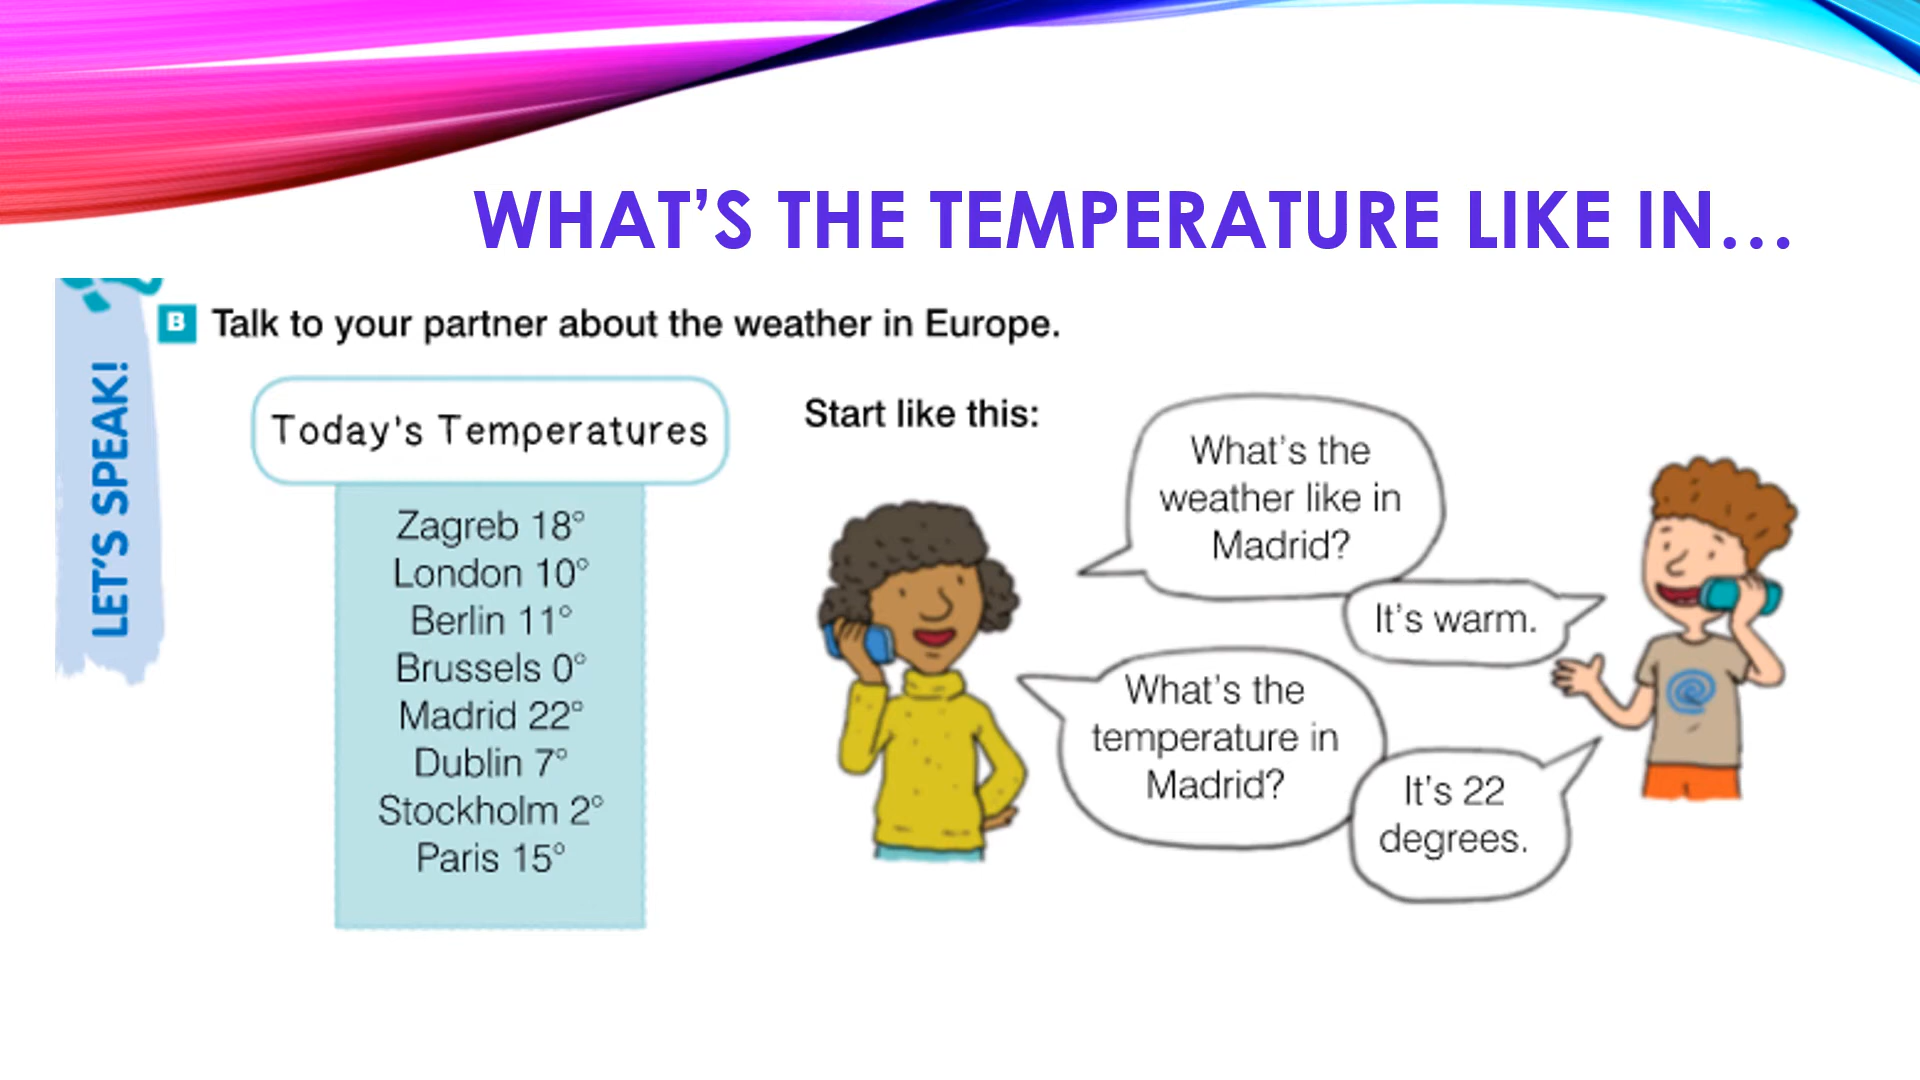 WHAT’S THE TEMPERATURE LIKE IN…
LET'S SPEAK!
B Talk to your partner about the weather in Europe.
Today's Temperatures
Zagreb 18°
London 10°
Berlin 11°
Brussels 0°
Madrid 22°
Dublin 7°
Stockholm 2°
Paris 15°
Start like this:
What's the
weather like in
Madrid?
It's warm.
What's the
temperature in
Madrid?
It's 22
degrees.